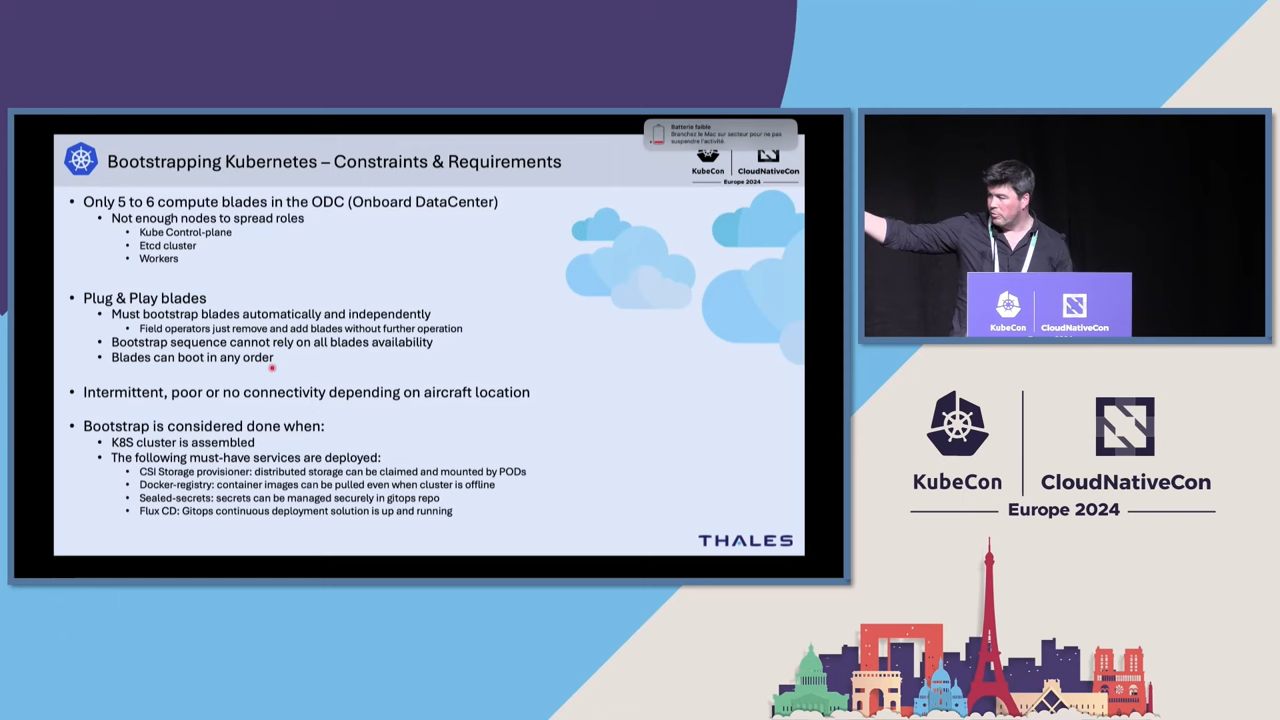 Batterie faible
Branchez le Mac sur secteur pour ne pas
suspendre l'activité
Bootstrapping Kubernetes – Constraints & Requirements
KubeCon
CloudNativeCon
Europe 2024
• Only 5 to 6 compute blades in the ODC (Onboard DataCenter)
• Not enough nodes to spread roles
• Kube Control-plane
• Etcd cluster
• Workers
• Plug & Play blades
• Must bootstrap blades automatically and independently
• Field operators just remove and add blades without further operation
• Bootstrap sequence cannot rely on all blades availability
• Blades can boot in any order
• Intermittent, poor or no connectivity depending on aircraft location
• Bootstrap is considered done when:
• K8S cluster is assembled
• The following must-have services are deployed:
• CSI Storage provisioner: distributed storage can be claimed and mounted by PODs
• Docker-registry: container images can be pulled even when cluster is offline
• Sealed-secrets: secrets can be managed securely in gitops repo
• Flux CD: Gitops continuous deployment solution is up and running
THALES
KubeCon
CloudNativeCon
KubeCon
CloudNativeCon
Europe 2024